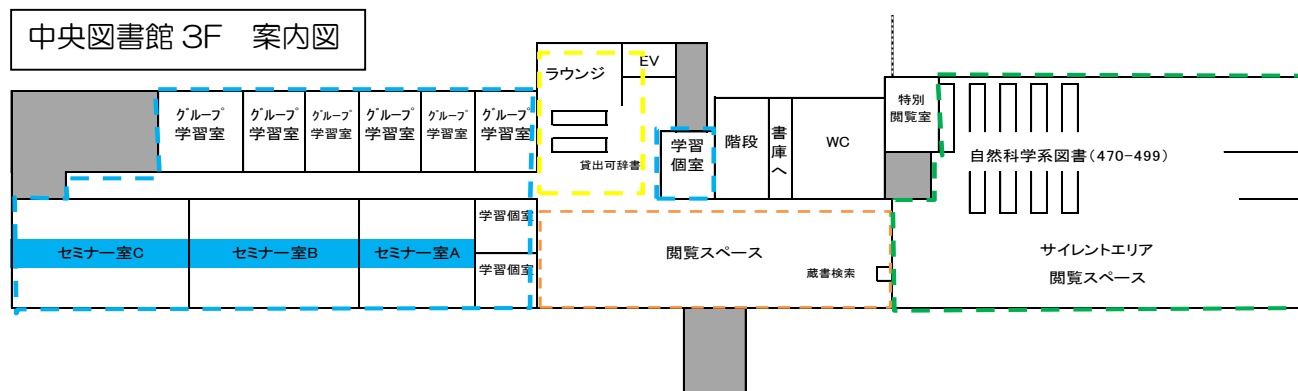 中央図書館 3F 案内図
ラウンジ
EV
グループ
学習室
グループ
学習室
グループ
学習室
グループ
学習室
グループ
学習室
グループ
学習室
貸出可辞書
学習
個室
階段
書庫へ
WC
特別
閲覧室
自然科学系図書(470-499)
セミナー室C
セミナー室B
セミナー室A
学習個室
学習個室
閲覧スペース
蔵書検索
サイレントエリア
閲覧スペース